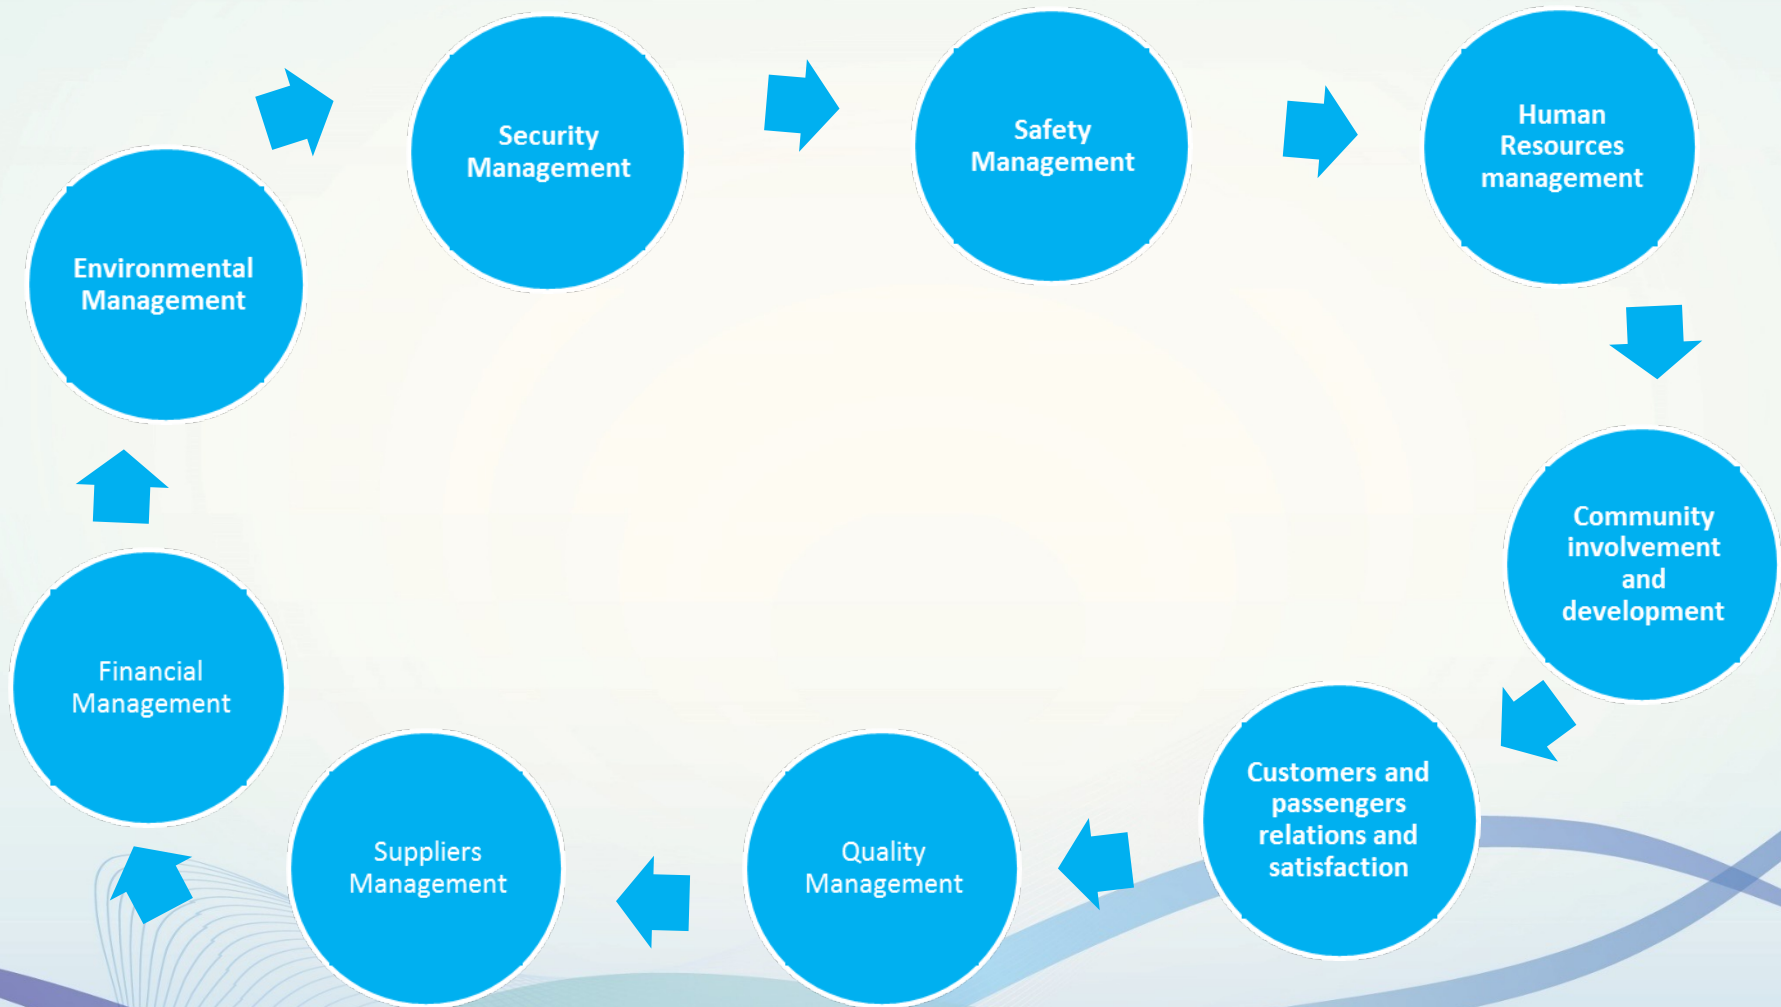 Security
Management
Safety
Management
Human
Resources
management
Environmental
Management
Community
involvement
and
development
Financial
Management
Customers and
passengers
relations and
satisfaction
Quality
Management
Suppliers
Management